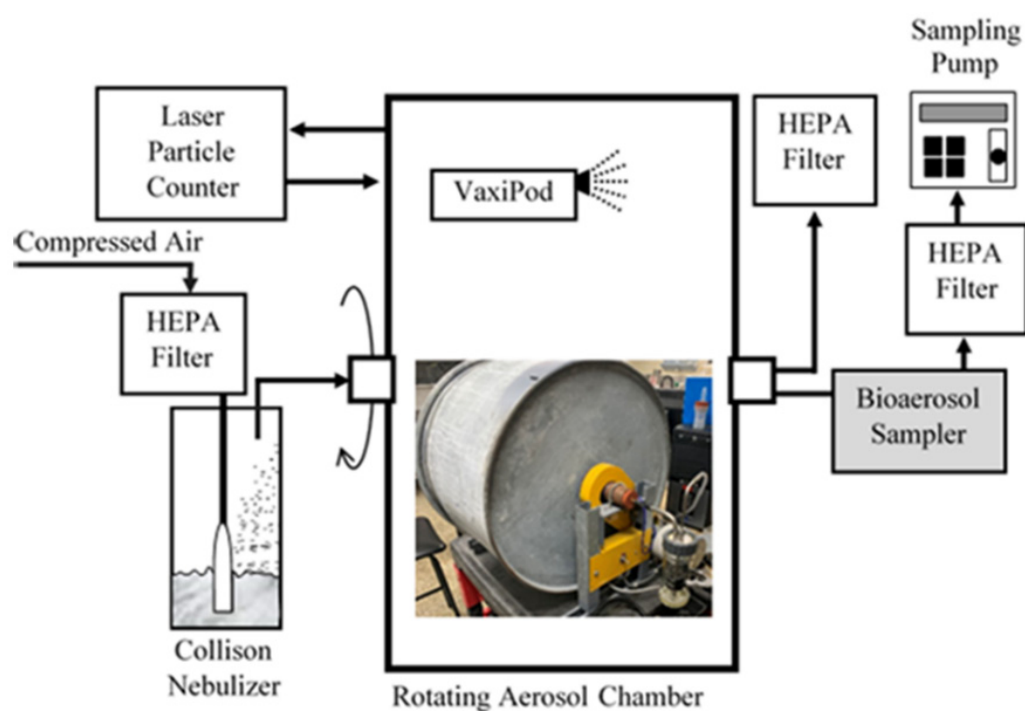 Sampling
Pump
Laser
Particle
Counter
HEPA
Filter
VaxiPod
Compressed Air
HEPA
Filter
HEPA
Filter
Bioaerosol
Sampler
Collison
Nebulizer
Rotating Aerosol Chamber